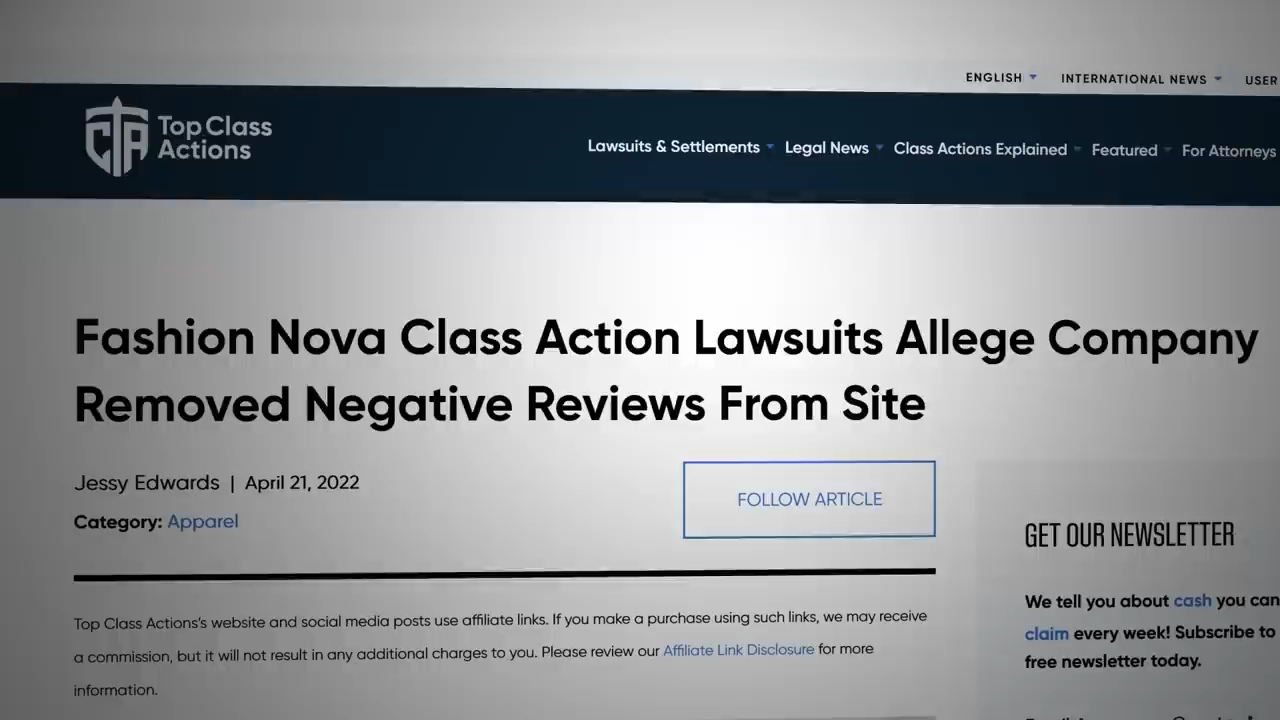 ENGLISH INTERNATIONAL NEWS USER
Top Class
Actions
Lawsuits & Settlements Legal News Class Actions Explained Featured For Attorneys
Fashion Nova Class Action Lawsuits Allege Company
Removed Negative Reviews From Site
Jessy Edwards | April 21, 2022
FOLLOW ARTICLE
Category: Apparel
GET OUR NEWSLETTER
Top Class Actions's website and social media posts use affiliate links. If you make a purchase using such links, we may receive
a commission, but it will not result in any additional charges to you. Please review our Affiliate Link Disclosure for more
information.
We tell you about cash you can
claim every week! Subscribe to
free newsletter today.